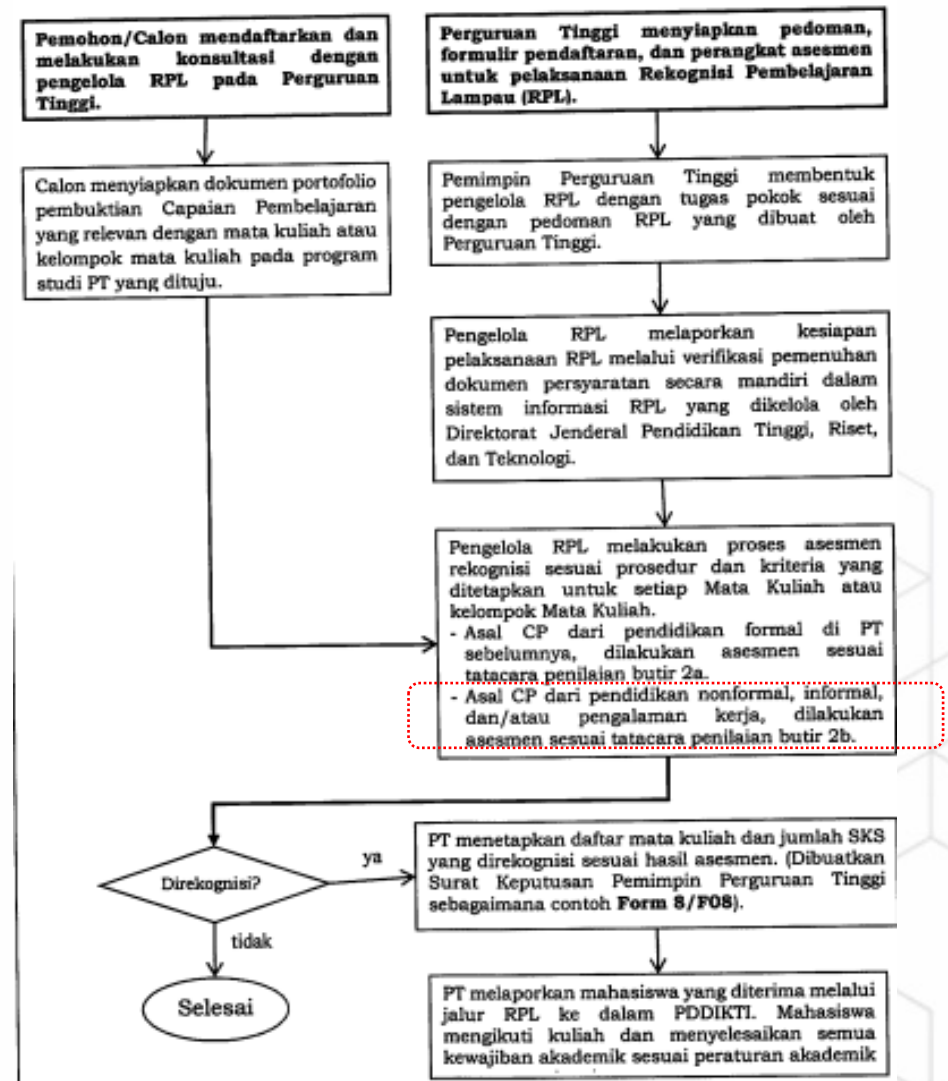 Pemohon/Calon mendaftarkan dan
melakukan konsultasi dengan
pengelola RPL pada Perguruan
Tinggi.
Perguruan Tinggi menyiapkan pedoman,
formulir pendaftaran, dan perangkat asesmen
untuk pelaksanaan Rekognisi Pembelajaran
Lampau (RPL).
Calon menyiapkan dokumen portofolio
pembuktian Capaian Pembelajaran
yang relevan dengan mata kuliah atau
kelompok mata kuliah pada program
studi PT yang dituju.
Pemimpin Perguruan Tinggi membentuk
pengelola RPL dengan tugas pokok sesuai
dengan pedoman RPL yang dibuat oleh
Perguruan Tinggi.
Pengelola RPL melaporkan kesiapan
pelaksanaan RPL melalui verifikasi pemenuhan
dokumen persyaratan secara mandiri dalam
sistem informasi RPL yang dikelola oleh
Direktorat Jenderal Pendidikan Tinggi, Riset,
dan Teknologi.
Pengelola RPL melakukan proses asesmen
rekognisi sesuai prosedur dan kriteria yang
ditetapkan untuk setiap Mata Kuliah atau
kelompok Mata Kuliah.
- Asal CP dari pendidikan formal di PT
sebelumnya, dilakukan asesmen sesuai
tatacara penilaian butir 2a.
- Asal CP dari pendidikan nonformal, informal,
dan/atau pengalaman kerja, dilakukan
asesmen sesuai tatacara penilaian butir 2b.
Direkognisi?
ya
tidak
Selesai
PT menetapkan daftar mata kuliah dan jumlah SKS
yang direkognisi sesuai hasil asesmen. (Dibuatkan
Surat Keputusan Pemimpin Perguruan Tinggi
sebagaimana contoh Form 8/F08).
PT melaporkan mahasiswa yang diterima melalui
jalur RPL ke dalam PDDIKTI. Mahasiswa
mengikuti kuliah dan menyelesaikan semua
kewajiban akademik sesuai peraturan akademik